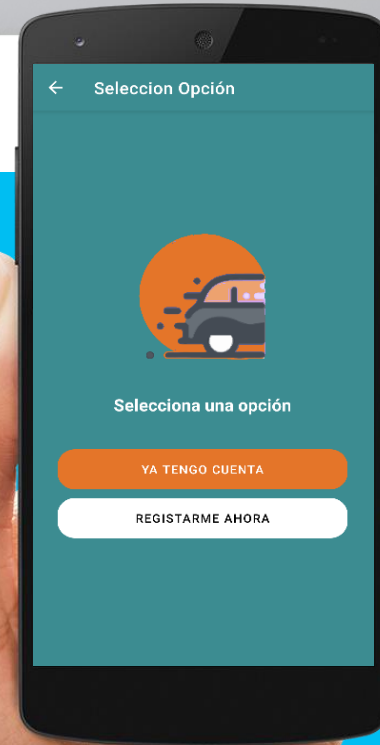 Seleccion Opción
Selecciona una opción
YA TENGO CUENTA
REGISTARME AHORA